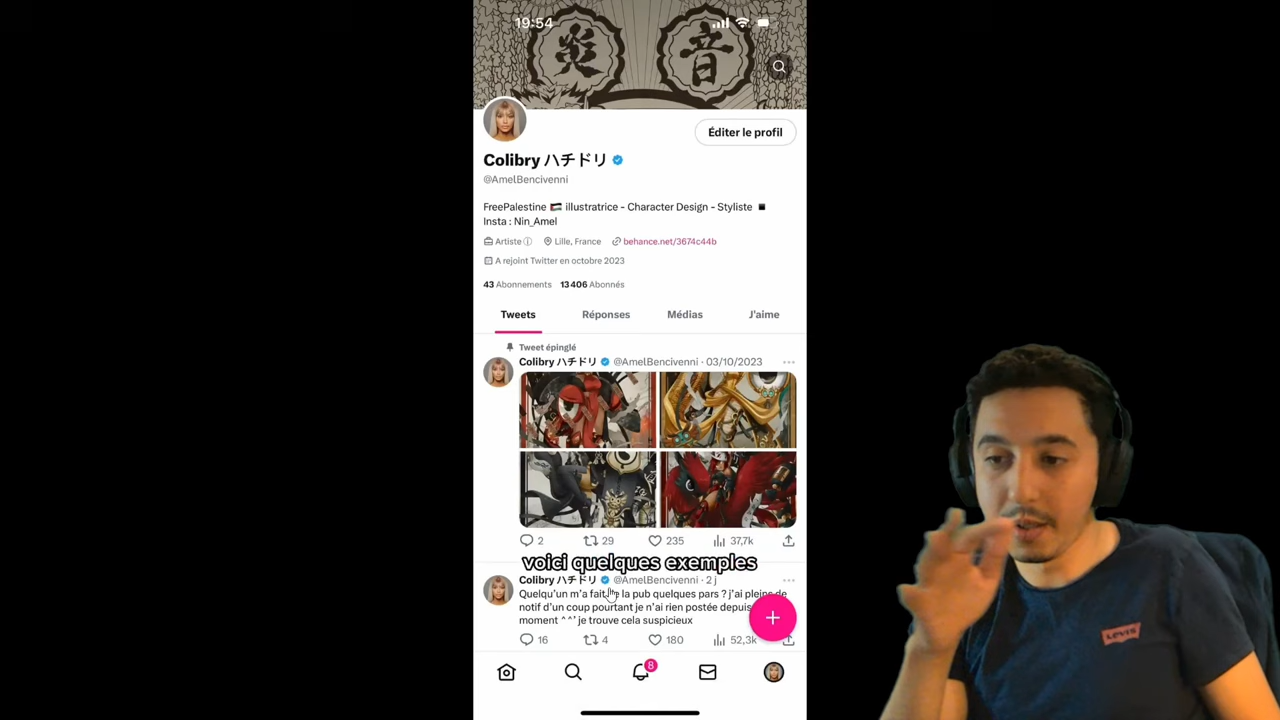 19:54
炎 音
Éditer le profil
Colibry ハチドリ
@AmelBencivenni
FreePalestine 🇵🇸 illustratrice - Character Design - Styliste ◾
Insta : Nin_Amel
Artiste Lille, France behance.net/3674c44b
A rejoint Twitter en octobre 2023
43 Abonnements 13 406 Abonnés
Tweets Réponses Médias J'aime
Tweet épinglé
Colibry ハチドリ @AmelBencivenni · 03/10/2023
2 29 235 37,7k
voici quelques exemples
Colibry ハチドリ @AmelBencivenni · 2 j
Quelqu'un m'a fait la pub quelques pars ? j'ai pleins de
notif d'un coup pourtant je n'ai rien postée depuis
moment ^^' je trouve cela suspicieux
16 4 180 52,3k
8
Levi's